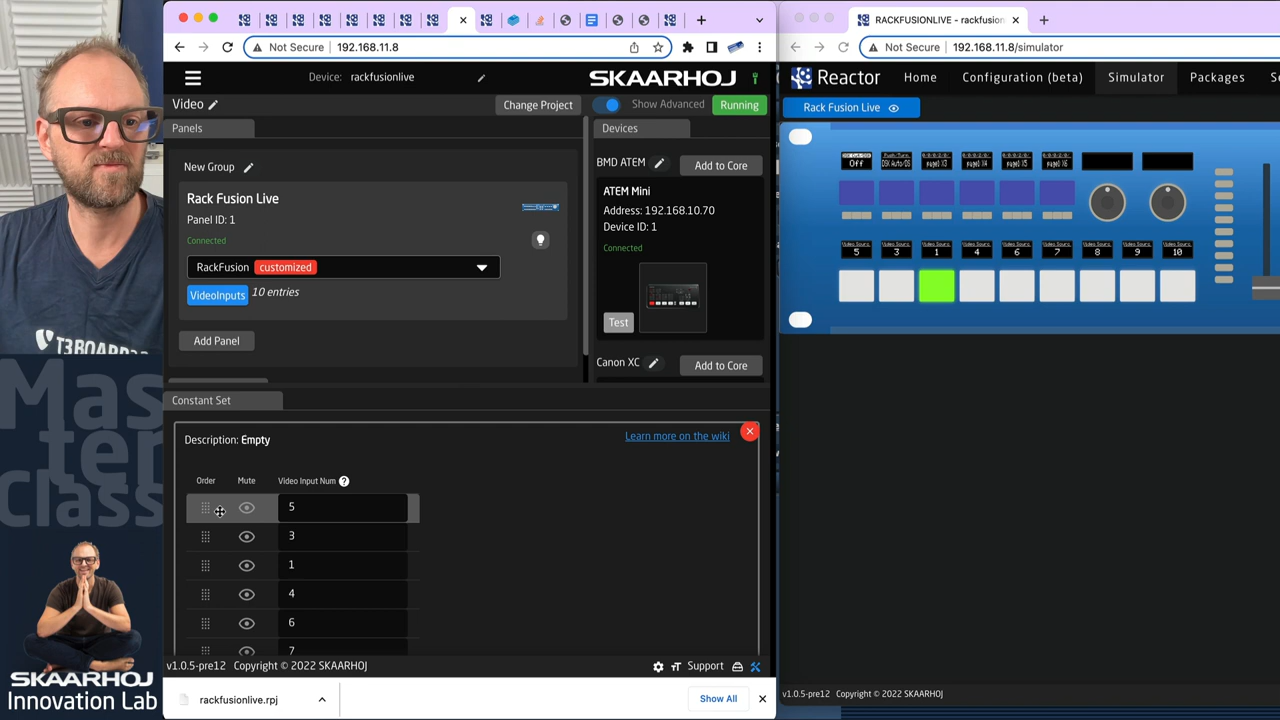 Not Secure 192.168.11.8
Device: rackfusionlive
SKAARHOJ
Video
Change Project
Show Advanced
Running
Panels
New Group
Rack Fusion Live
Panel ID: 1
Connected
RackFusion customized
VideoInputs 10 entries
Add Panel
Devices
BMD ATEM
Add to Core
ATEM Mini
Address: 192.168.10.70
Device ID: 1
Connected
Test
Canon XC
Add to Core
Constant Set
Description: Empty
Learn more on the wiki
Order Mute Video Input Num ?
5
3
1
4
6
7
v1.0.5-pre12 Copyright © 2022 SKAARHOJ
Support
rackfusionlive.rpj
Show All
RACKFUSIONLIVE - rackfusion
Not Secure 192.168.11.8/simulator
Reactor Home Configuration (beta) Simulator Packages
Rack Fusion Live
Off
5 3 1 4 6 7 8 9 10
v1.0.5-pre12 Copyright © 2022 SKAARHOJ
Mas
ter
Class
SKAARHOJ
Innovation Lab